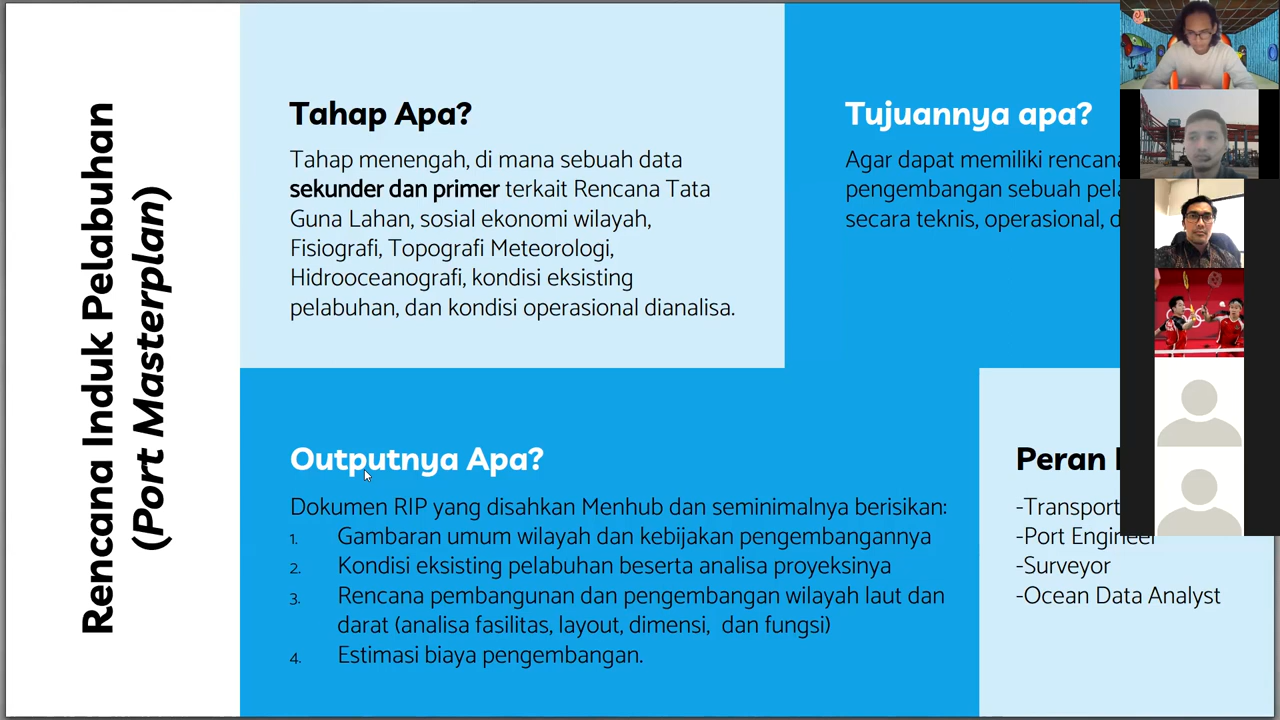 Rencana Induk Pelabuhan
(Port Masterplan)
Tahap Apa?
Tahap menengah, di mana sebuah data
sekunder dan primer terkait Rencana Tata
Guna Lahan, sosial ekonomi wilayah,
Fisiografi, Topografi Meteorologi,
Hidrooceanografi, kondisi eksisting
pelabuhan, dan kondisi operasional dianalisa.
Tujuannya apa?
Agar dapat memiliki rencana
pengembangan sebuah
secara teknis, operasional,
Outputnya Apa?
Dokumen RIP yang disahkan Menhub dan seminimalnya berisikan:
1. Gambaran umum wilayah dan kebijakan pengembangannya
2. Kondisi eksisting pelabuhan beserta analisa proyeksinya
3. Rencana pembangunan dan pengembangan wilayah laut dan
darat (analisa fasilitas, layout, dimensi, dan fungsi)
4. Estimasi biaya pengembangan.
Peran
-Transport
-Port Engineer
-Surveyor
-Ocean Data Analyst